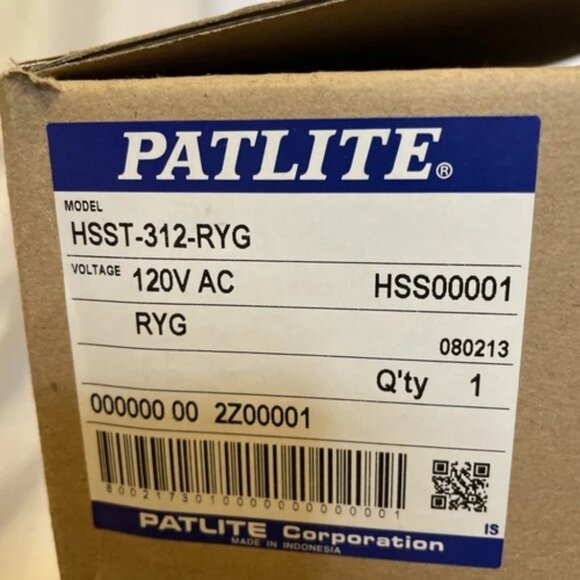 PATLITE®
MODEL
HSST-312-RYG
VOLTAGE 120V AC HSS00001
RYG
080213
Q'ty 1
000000 00 2Z00001
IS
PATLITE Corporation
MADE IN INDONESIA